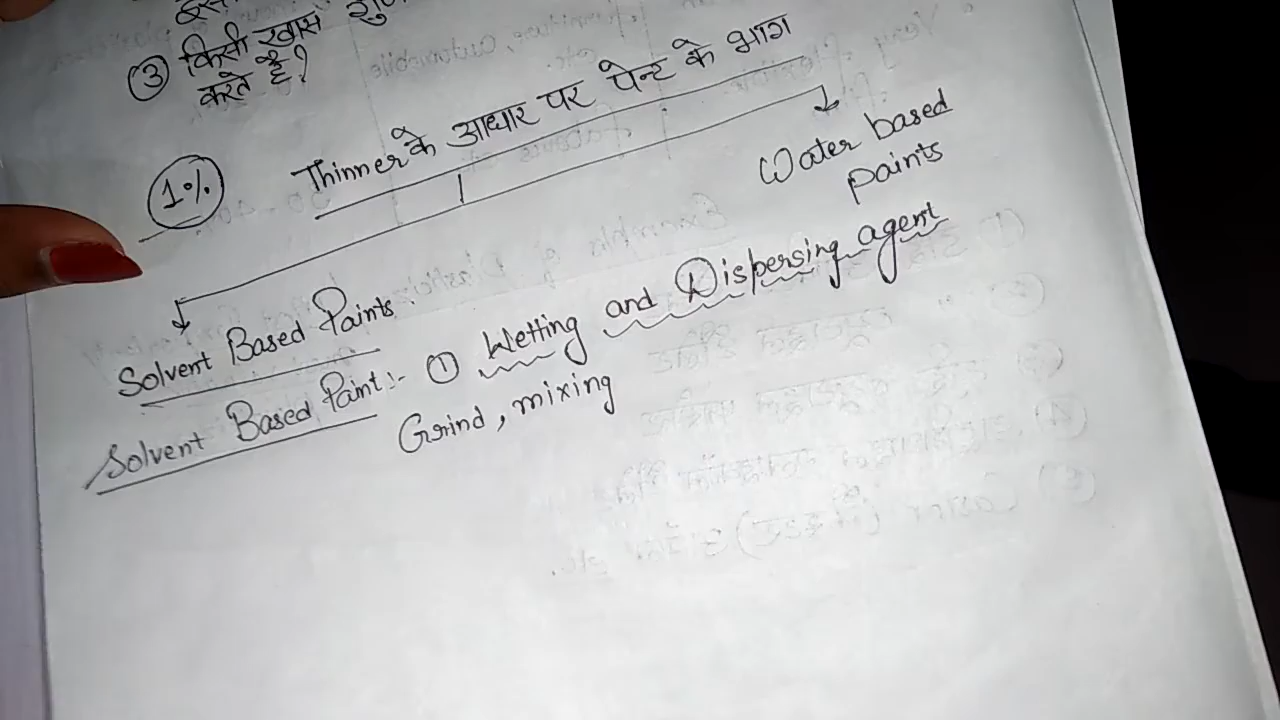 ③ किसी खास
करते है?
1% Thinner के आधार पर पेन्ट के भाग
Water based
paints
Solvent Based Paints.
Solvent Based Paint:- ① Wetting and Dispersing agent
Grind, mixing